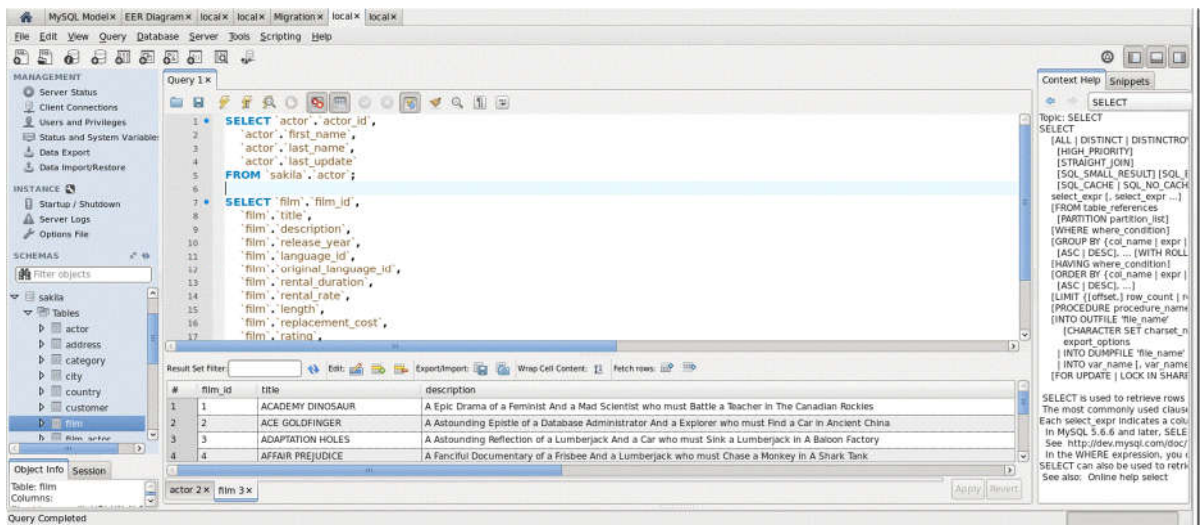 MySQL Model× EER Diagram× local× local× Migration× local× local×
File Edit View Query Database Server Tools Scripting Help
MANAGEMENT
Server Status
Client Connections
Users and Privileges
Status and System Variable
Data Export
Data Import/Restore
INSTANCE
Startup / Shutdown
Server Logs
Options File
SCHEMAS
Filter objects
sakila
Tables
actor
address
category
city
country
customer
film
film_actor
Object Info Session
Table: film
Columns:
Query 1×
1 SELECT `actor`.`actor_id`,
2 `actor`.`first_name`,
3 `actor`.`last_name`,
4 `actor`.`last_update`
5 FROM `sakila`.`actor`;
6
7 SELECT `film`.`film_id`,
8 `film`.`title`,
9 `film`.`description`,
10 `film`.`release_year`,
11 `film`.`language_id`,
12 `film`.`original_language_id`,
13 `film`.`rental_duration`,
14 `film`.`rental_rate`,
15 `film`.`length`,
16 `film`.`replacement_cost`,
17 `film`.`rating`,
Result Set Filter: Edit: Export/Import: Wrap Cell Content: Fetch rows:
# film_id title description
1 1 ACADEMY DINOSAUR A Epic Drama of a Feminist And a Mad Scientist who must Battle a Teacher in The Canadian Rockies
2 2 ACE GOLDFINGER A Astounding Epistle of a Database Administrator And a Explorer who must Find a Car in Ancient China
3 3 ADAPTATION HOLES A Astounding Reflection of a Lumberjack And a Car who must Sink a Lumberjack in A Baloon Factory
4 4 AFFAIR PREJUDICE A Fanciful Documentary of a Frisbee And a Lumberjack who must Chase a Monkey in A Shark Tank
actor 2× film 3× Apply Revert
Context Help Snippets
SELECT
Topic: SELECT
SELECT
[ALL | DISTINCT | DISTINCTRO
[HIGH_PRIORITY]
[STRAIGHT_JOIN]
[SQL_SMALL_RESULT] [SQL_
[SQL_CACHE | SQL_NO_CACH
select_expr [, select_expr ...]
[FROM table_references
[PARTITION partition_list]
[WHERE where_condition]
[GROUP BY {col_name | expr |
[ASC | DESC], ... [WITH ROLL
[HAVING where_condition]
[ORDER BY {col_name | expr |
[ASC | DESC], ...]
[LIMIT {[offset,] row_count |
[PROCEDURE procedure_name
[INTO OUTFILE 'file_name'
[CHARACTER SET charset_n
export_options
| INTO DUMPFILE 'file_name'
| INTO var_name [, var_name
[FOR UPDATE | LOCK IN SHARE
SELECT is used to retrieve rows
The most commonly used claus
Each select_expr indicates a colu
In MySQL 5.6.6 and later, SELE
See http://dev.mysql.com/doc/
In the WHERE expression, you
SELECT can also be used to retri
See also: Online help select
Query Completed